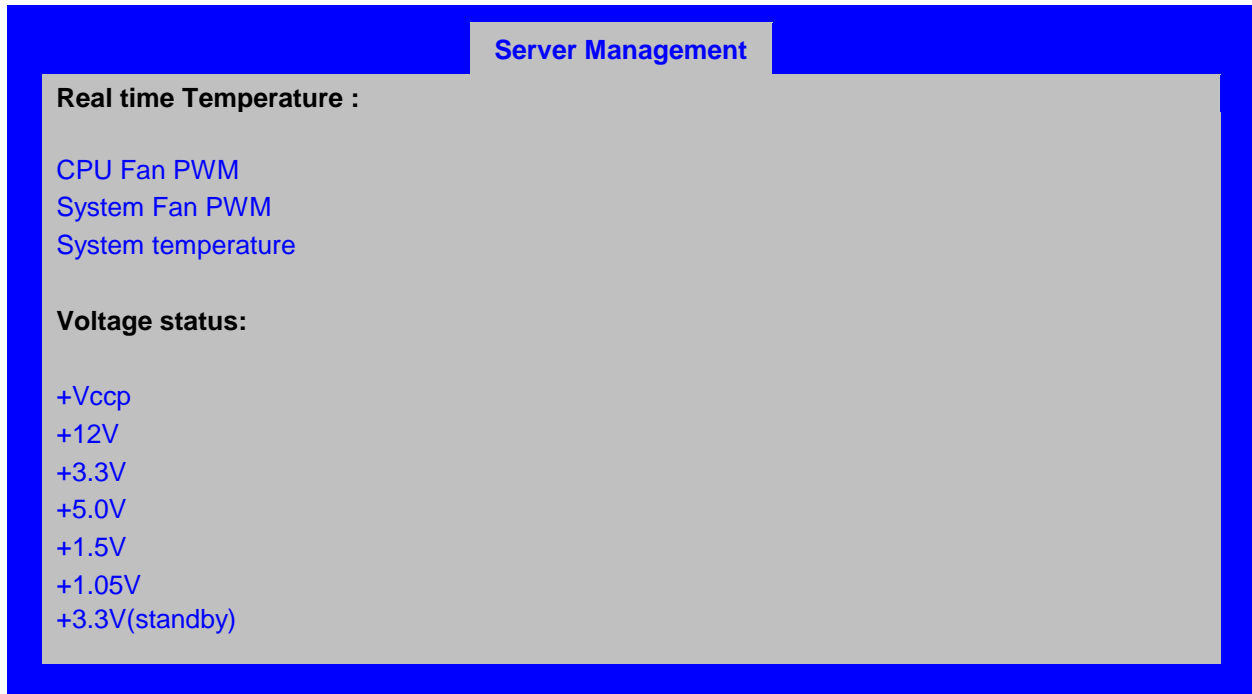 Server Management
Real time Temperature :
CPU Fan PWM
System Fan PWM
System temperature
Voltage status:
+Vccp
+12V
+3.3V
+5.0V
+1.5V
+1.05V
+3.3V(standby)